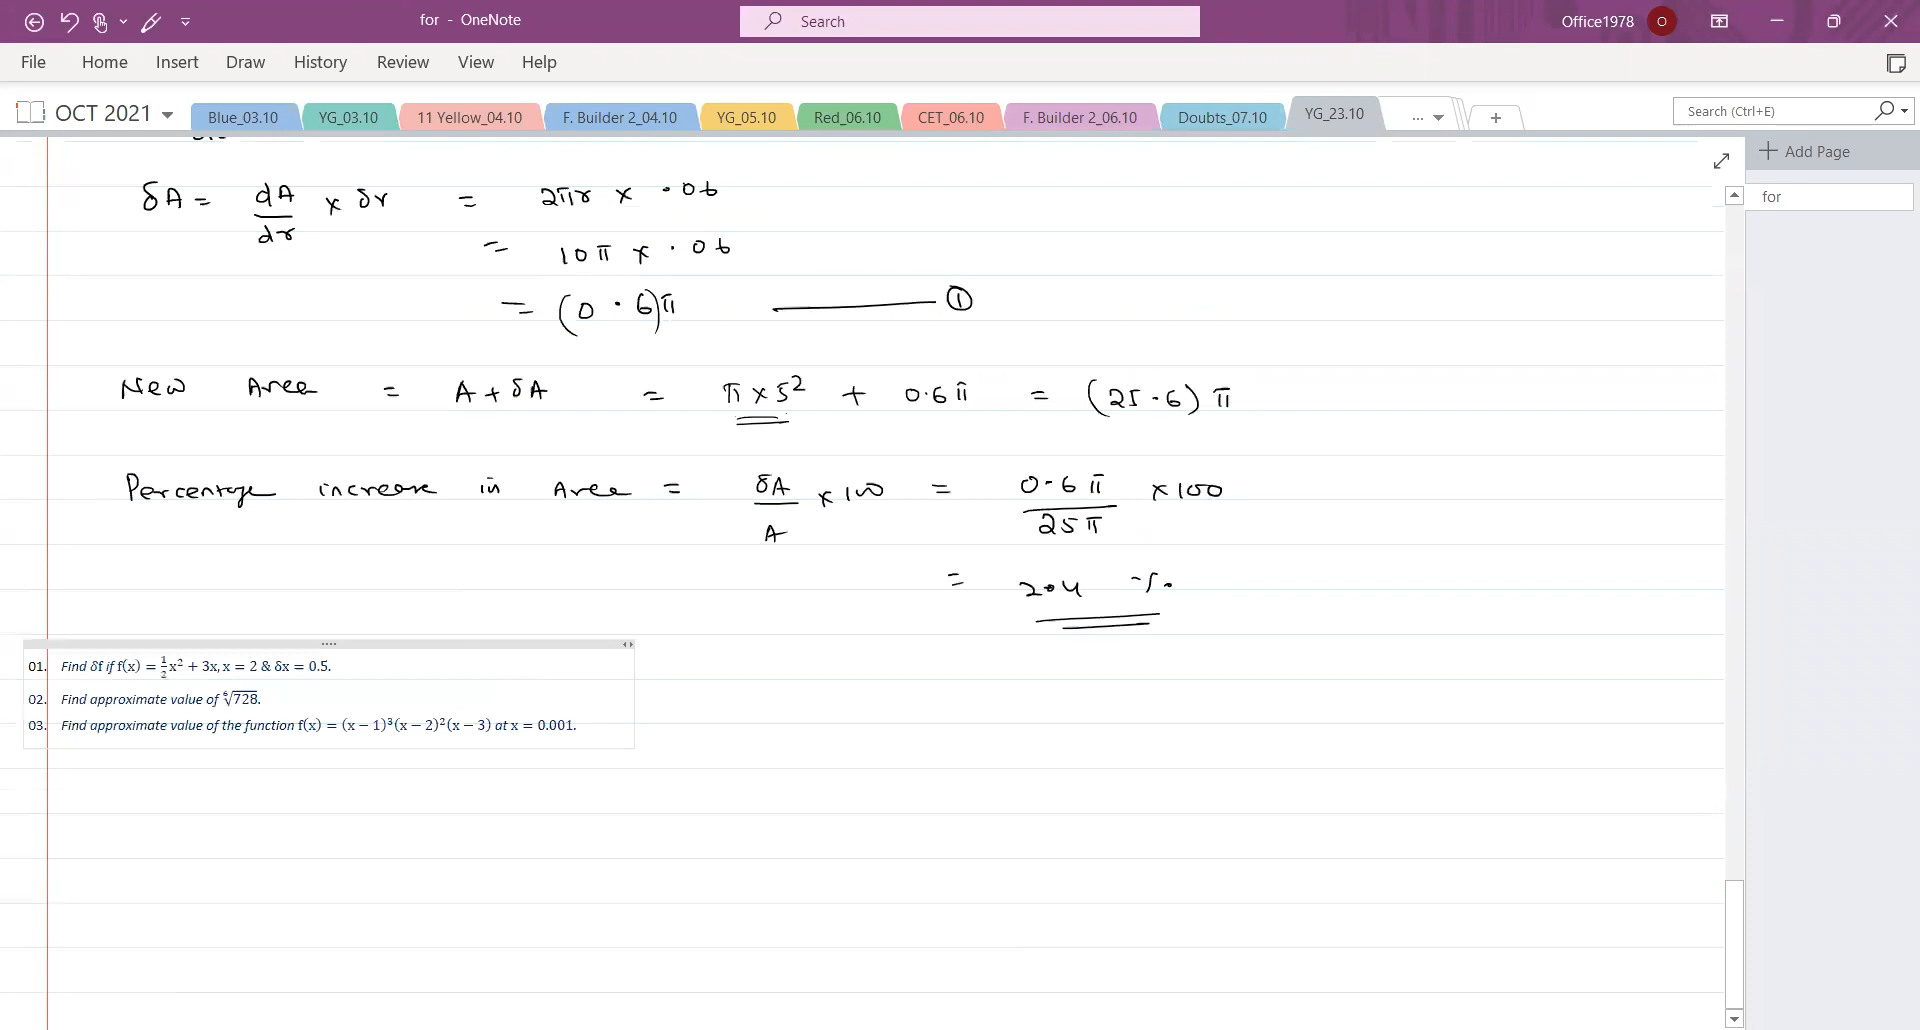 for - OneNote
Search
Office1978
O
File Home Insert Draw History Review View Help
OCT 2021
Blue_03.10
YG_03.10
11 Yellow_04.10
F. Builder 2_04.10
YG_05.10
Red_06.10
CET_06.10
F. Builder 2_06.10
Doubts_07.10
YG_23.10
...
+
Search (Ctrl+E)
Add Page
for
δA = dA/dr × δr = 2πr × .06
= 10π × .06
= (0.6)π ——— ①
New Area = A + δA = π × 5² + 0.6π = (25.6) π
Percentage increase in Area = δA/A × 100 = 0.6π/25π × 100
= 2.4 %
01. Find δf if f(x) = 1/2 x² + 3x, x = 2 & δx = 0.5.
02. Find approximate value of ⁶√728.
03. Find approximate value of the function f(x) = (x − 1)³(x − 2)²(x − 3) at x = 0.001.